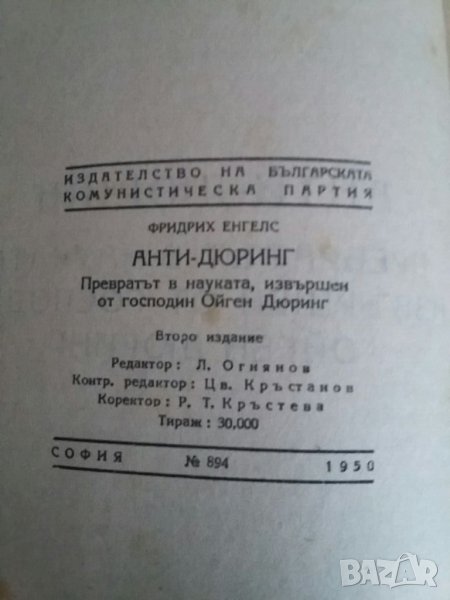 ИЗДАТЕЛСТВО НА БЪЛГАРСКАТА
КОМУНИСТИЧЕСКА ПАРТИЯ
ФРИДРИХ ЕНГЕЛС
АНТИ-ДЮРИНГ
Превратът в науката, извършен
от господин Ойген Дюринг
Второ издание
Редактор: Л. Огнянов
Контр. редактор: Цв. Кръстанов
Коректор: Р. Т. Кръстева
Тираж: 30,000
СОФИЯ № 894 1950
BAZAR